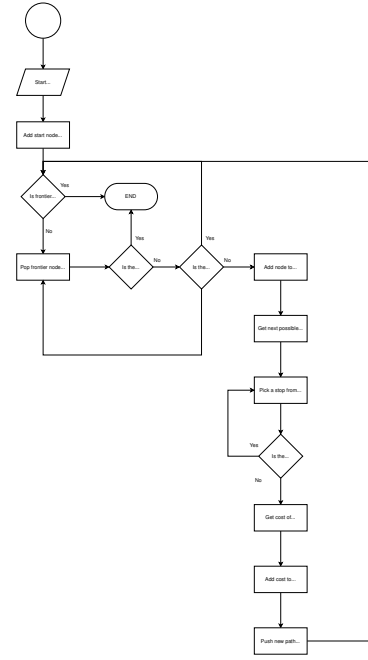 Start...
Add start node...
Is frontier...
Yes
END
No
Yes
Yes
Pop frontier node...
Is the...
No
Is the...
No
Add node to...
Get next possible...
Pick a stop from...
Yes
Is the...
No
Get cost of...
Add cost to...
Push new path...